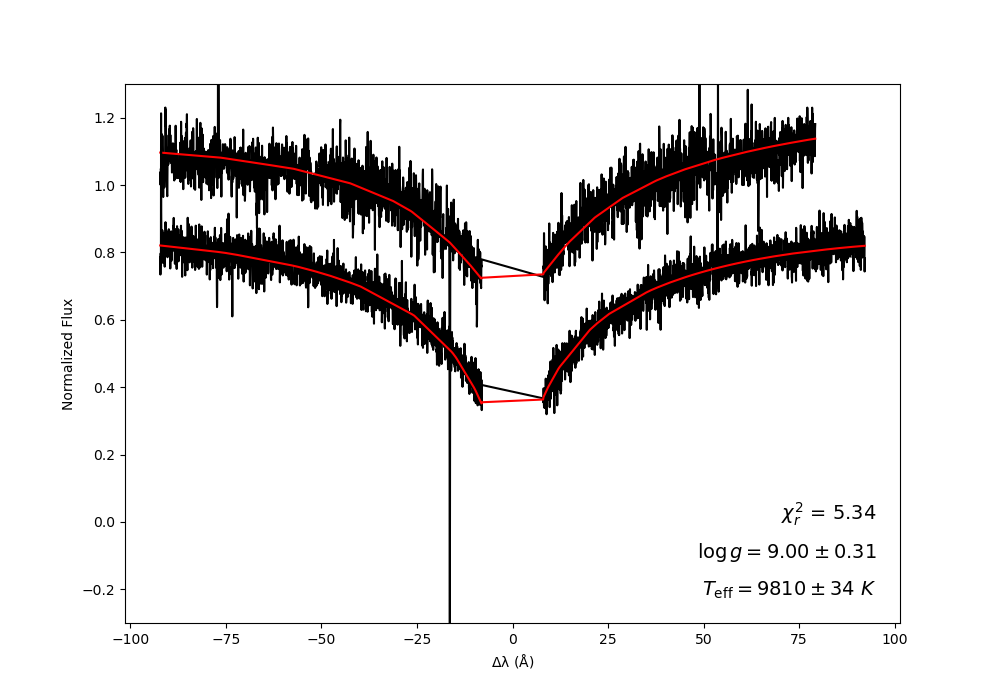 1.2
1.0
0.8
0.6
0.4
0.2
0.0
−0.2
Normalized Flux
χ²ᵣ = 5.34
log g = 9.00 ± 0.31
T_eff = 9810 ± 34 K
−100 −75 −50 −25 0 25 50 75 100
Δλ (Å)